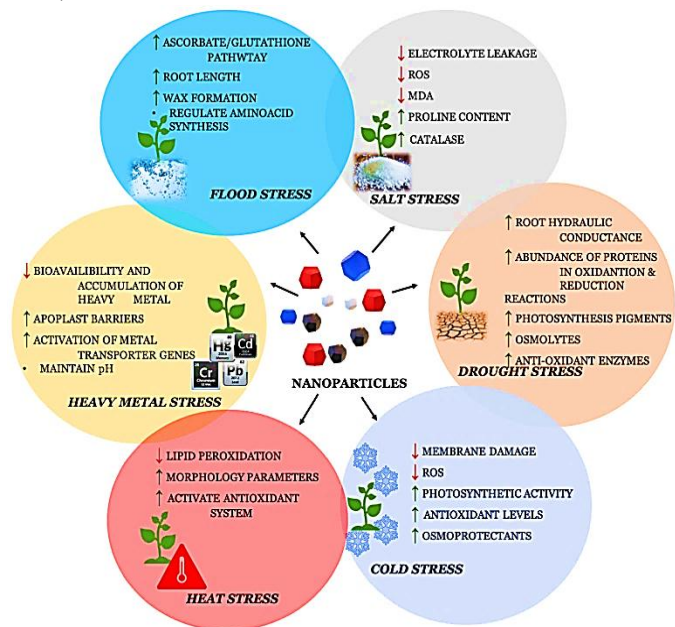 ↑ ASCORBATE/GLUTATHIONE
PATHWTAY
↑ ROOT LENGTH
↑ WAX FORMATION
• REGULATE AMINOACID
SYNTHESIS
FLOOD STRESS
↓ ELECTROLYTE LEAKAGE
↓ ROS
↓ MDA
↑ PROLINE CONTENT
↑ CATALASE
SALT STRESS
↑ ROOT HYDRAULIC
CONDUCTANCE
↑ ABUNDANCE OF PROTEINS
IN OXIDANTION &
REDUCTION
REACTIONS
↑ PHOTOSYNTHESIS PIGMENTS
↑ OSMOLYTES
↑ ANTI-OXIDANT ENZYMES
DROUGHT STRESS
↓ BIOAVAILIBILITY AND
ACCUMULATION OF
HEAVY METAL
↑ APOPLAST BARRIERS
↑ ACTIVATION OF METAL
TRANSPORTER GENES
• MAINTAIN pH
Hg
Cd
Cr
Pb
HEAVY METAL STRESS
NANOPARTICLES
↓ LIPID PEROXIDATION
↑ MORPHOLOGY PARAMETERS
↑ ACTIVATE ANTIOXIDANT
SYSTEM
HEAT STRESS
↓ MEMBRANE DAMAGE
↓ ROS
↑ PHOTOSYNTHETIC ACTIVITY
↑ ANTIOXIDANT LEVELS
↑ OSMOPROTECTANTS
COLD STRESS